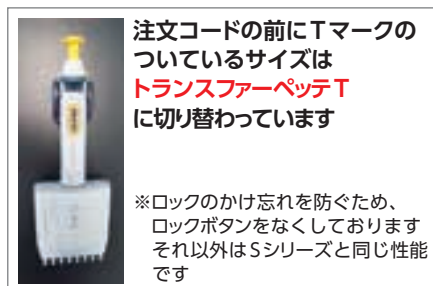 注文コードの前にTマークの
ついているサイズは
トランスファーペッテT
に切り替わっています
※ロックのかけ忘れを防ぐため、
ロックボタンをなくしております
それ以外はSシリーズと同じ性能
です